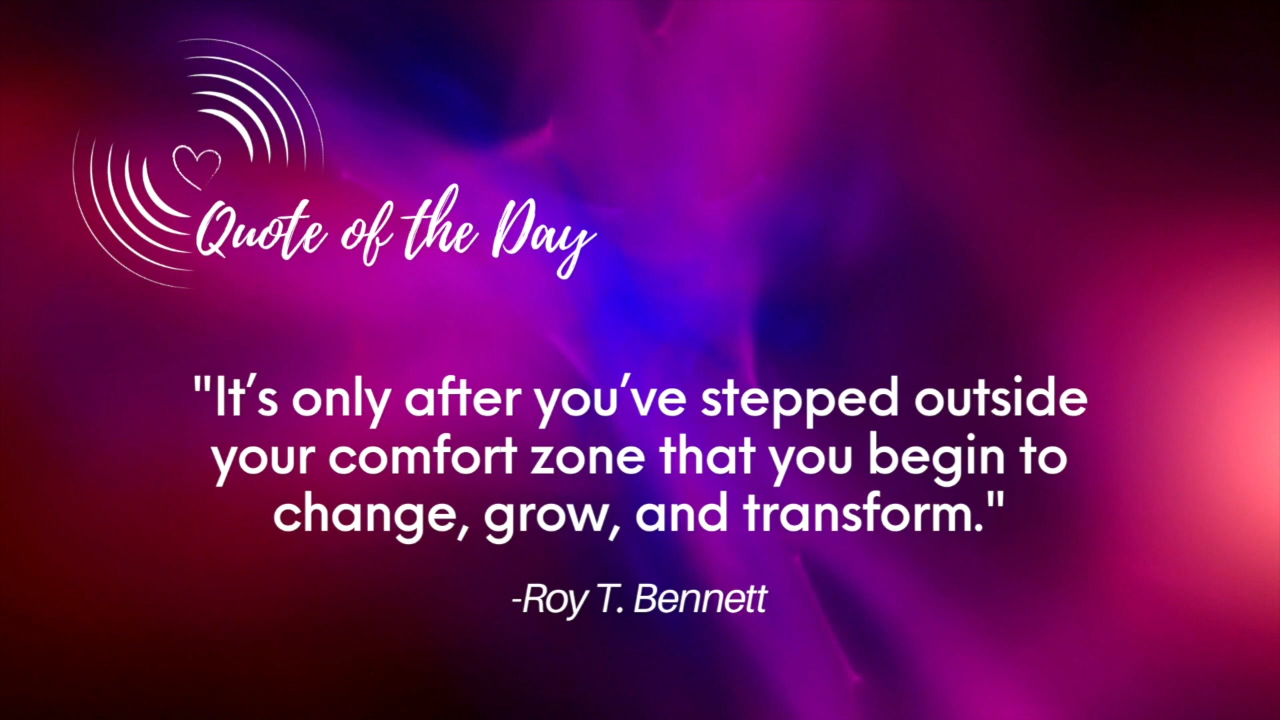 Quote of the Day
"It's only after you've stepped outside
your comfort zone that you begin to
change, grow, and transform."
-Roy T. Bennett